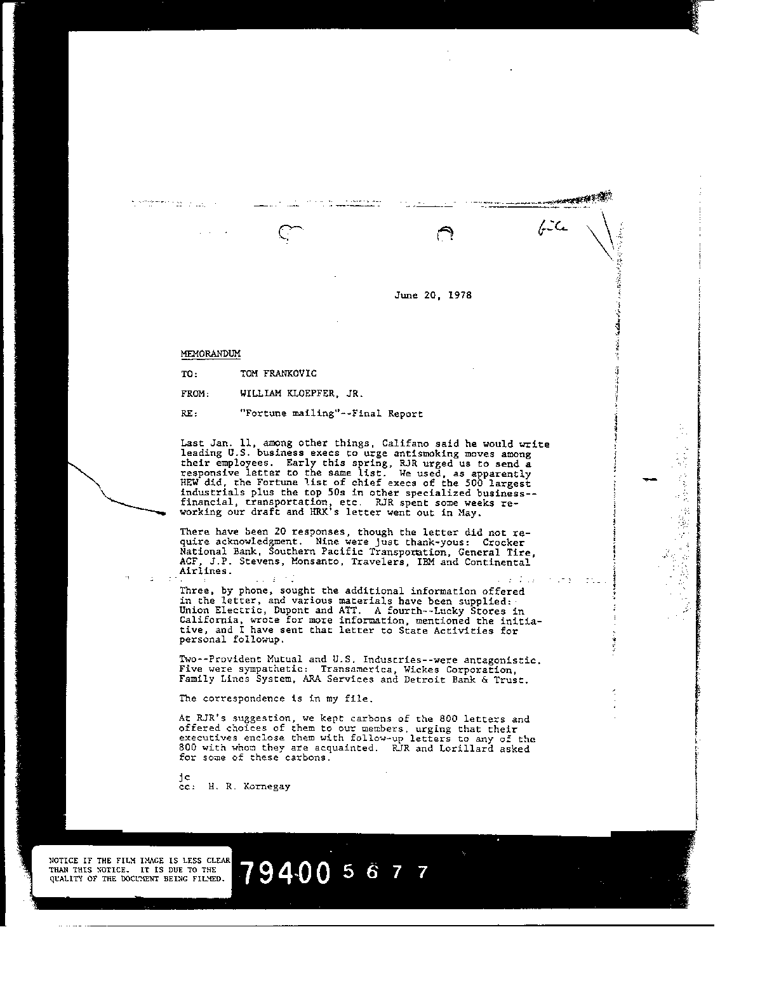 file
June 20, 1978
MEMORANDUM
TO: TOM FRANKOVIC
FROM: WILLIAM KLOEPFER, JR.
RE: "Fortune mailing"--Final Report
Last Jan. 11, among other things, Califano said he would write
leading U.S. business execs to urge antismoking moves among
their employees. Early this spring, RJR urged us to send a
responsive letter to the same list. We used, as apparently
HEW did, the Fortune list of chief execs of the 500 largest
industrials plus the top 50s in other specialized business--
financial, transportation, etc. RJR spent some weeks re-
working our draft and HRK's letter went out in May.
There have been 20 responses, though the letter did not re-
quire acknowledgment. Nine were just thank-yous: Crocker
National Bank, Southern Pacific Transporation, General Tire,
ACF, J.P. Stevens, Monsanto, Travelers, IBM and Continental
Airlines.
Three, by phone, sought the additional information offered
in the letter, and various materials have been supplied:
Union Electric, Dupont and ATT. A fourth--Lucky Stores in
California, wrote for more information, mentioned the initia-
tive, and I have sent that letter to State Activities for
personal followup.
Two--Provident Mutual and U.S. Industries--were antagonistic.
Five were sympathetic: Transamerica, Wickes Corporation,
Family Lines System, ARA Services and Detroit Bank & Trust.
The correspondence is in my file.
At RJR's suggestion, we kept carbons of the 800 letters and
offered choices of them to our members, urging that their
executives enclose them with follow-up letters to any of the
800 with whom they are acquainted. RJR and Lorillard asked
for some of these carbons.
jc
cc: H. R. Kornegay
NOTICE IF THE FILM IMAGE IS LESS CLEAR
THAN THIS NOTICE. IT IS DUE TO THE
QUALITY OF THE DOCUMENT BEING FILMED.
79400 5 6 7 7